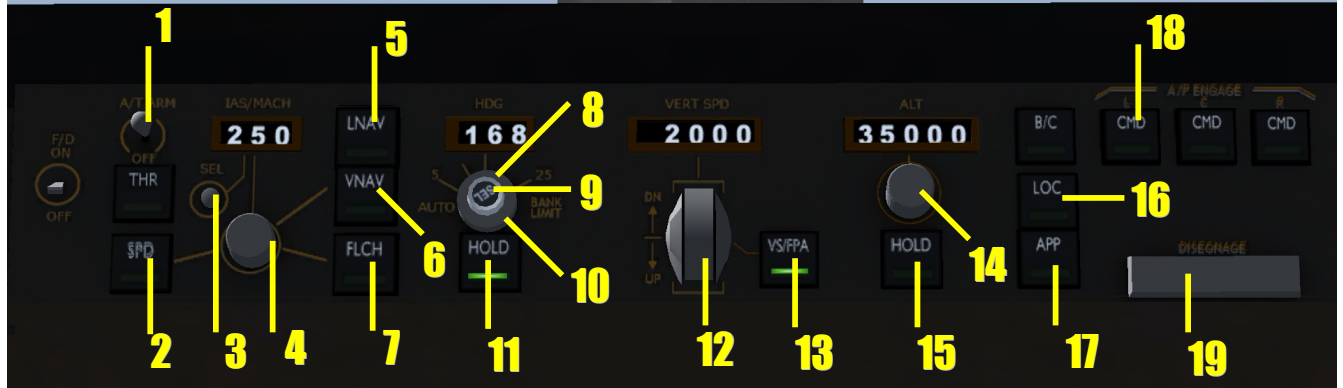 1
5
18
A/T ARM
IAS/MACH
HDG
VERT SPD
ALT
A/P ENGAGE
L
C
R
250
LNAV
168
8
2000
35000
B/C
CMD
CMD
CMD
F/D
ON
OFF
OFF
THR
SEL
VNAV
5
25
AUTO
SEL
9
BANK
LIMIT
DN
LOC
16
SPD
FLCH
6
HOLD
10
UP
VS/FPA
HOLD
14
APP
DISEGNAGE
2
3
4
7
11
12
13
15
17
19